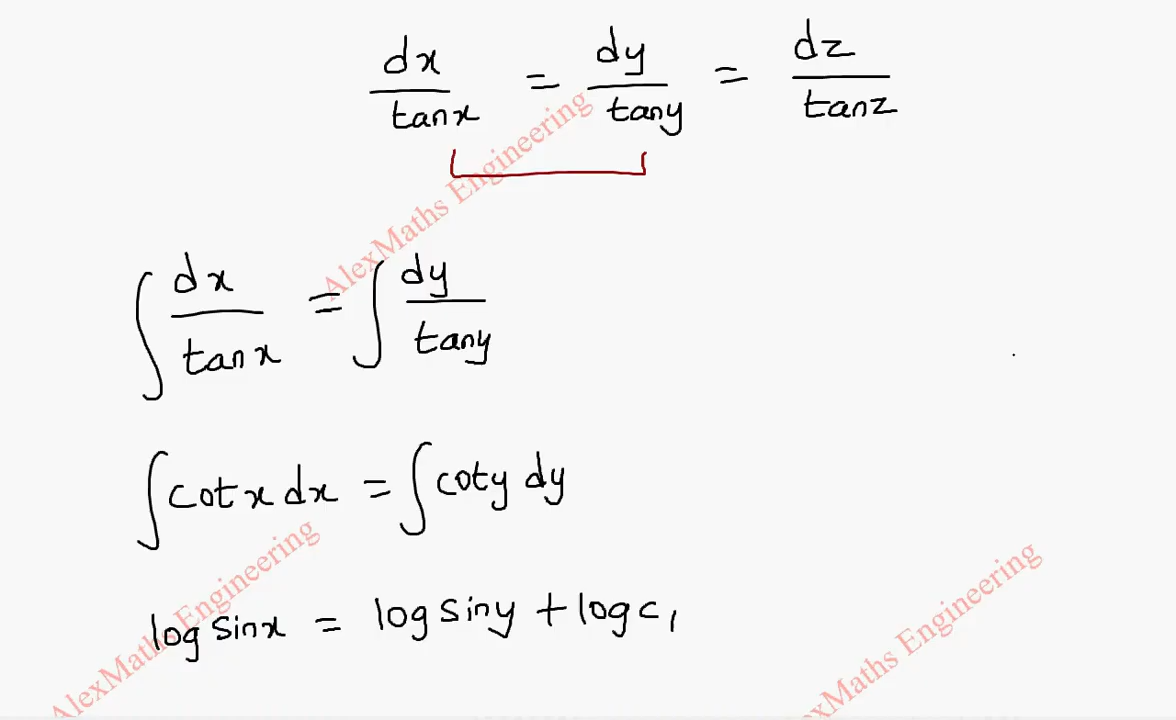 dx/tanx = dy/tany = dz/tanz
∫ dx/tanx = ∫ dy/tany
∫cotx dx = ∫coty dy
log sinx = log siny + log c₁
AlexMaths Engineering
AlexMaths Engineering
AlexMaths Engineering